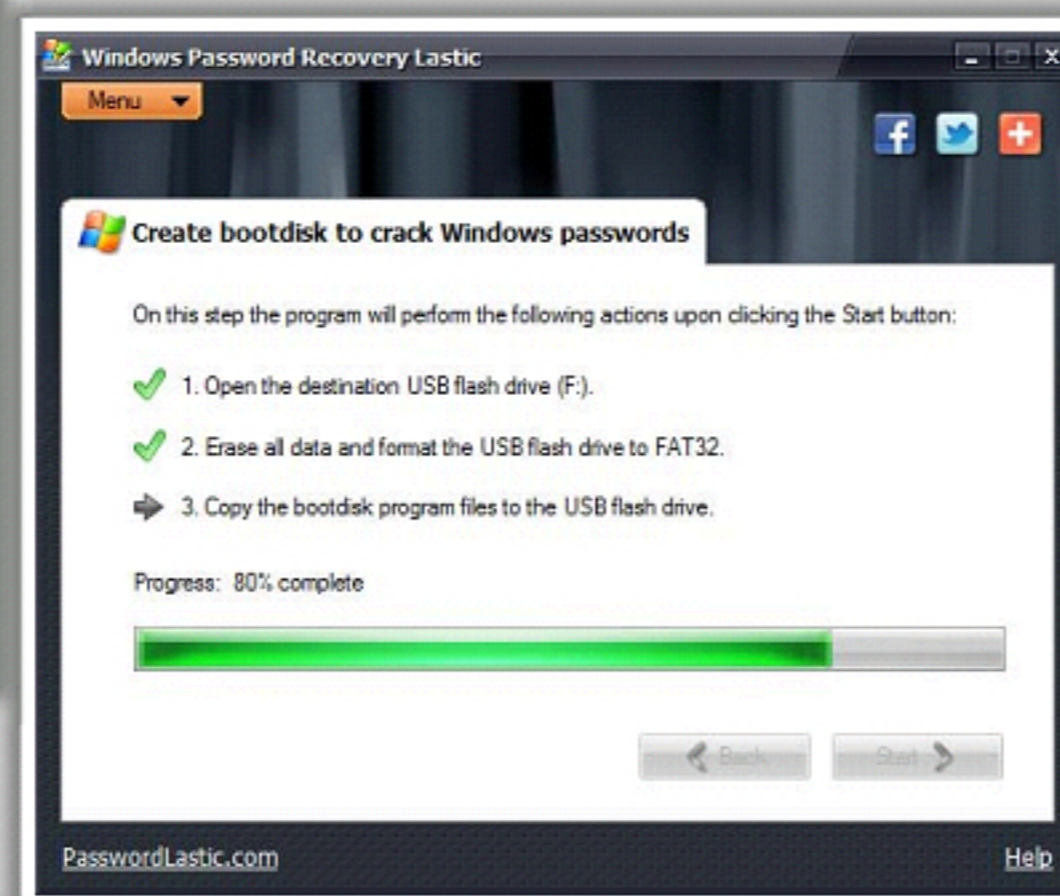 Windows Password Recovery Lastic
Menu
Create bootdisk to crack Windows passwords
On this step the program will perform the following actions upon clicking the Start button:
1. Open the destination USB flash drive (F:).
2. Erase all data and format the USB flash drive to FAT32.
3. Copy the bootdisk program files to the USB flash drive.
Progress: 80% complete
Back Start
PasswordLastic.com Help